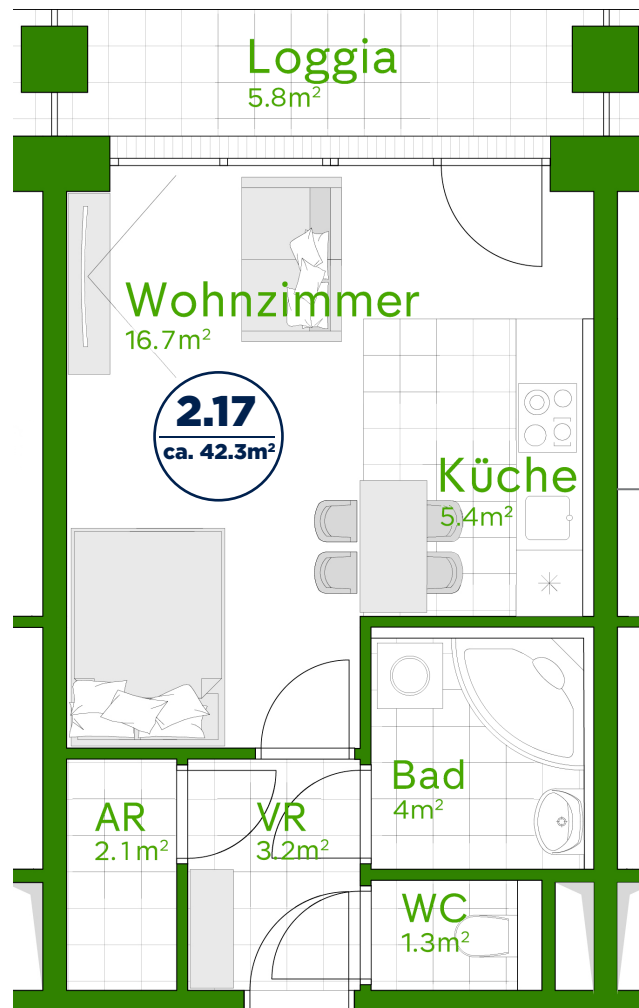 Loggia
5.8m²
Wohnzimmer
16.7m²
2.17
ca. 42.3m²
Küche
5.4m²
Bad
4m²
AR
2.1m²
VR
3.2m²
WC
1.3m²